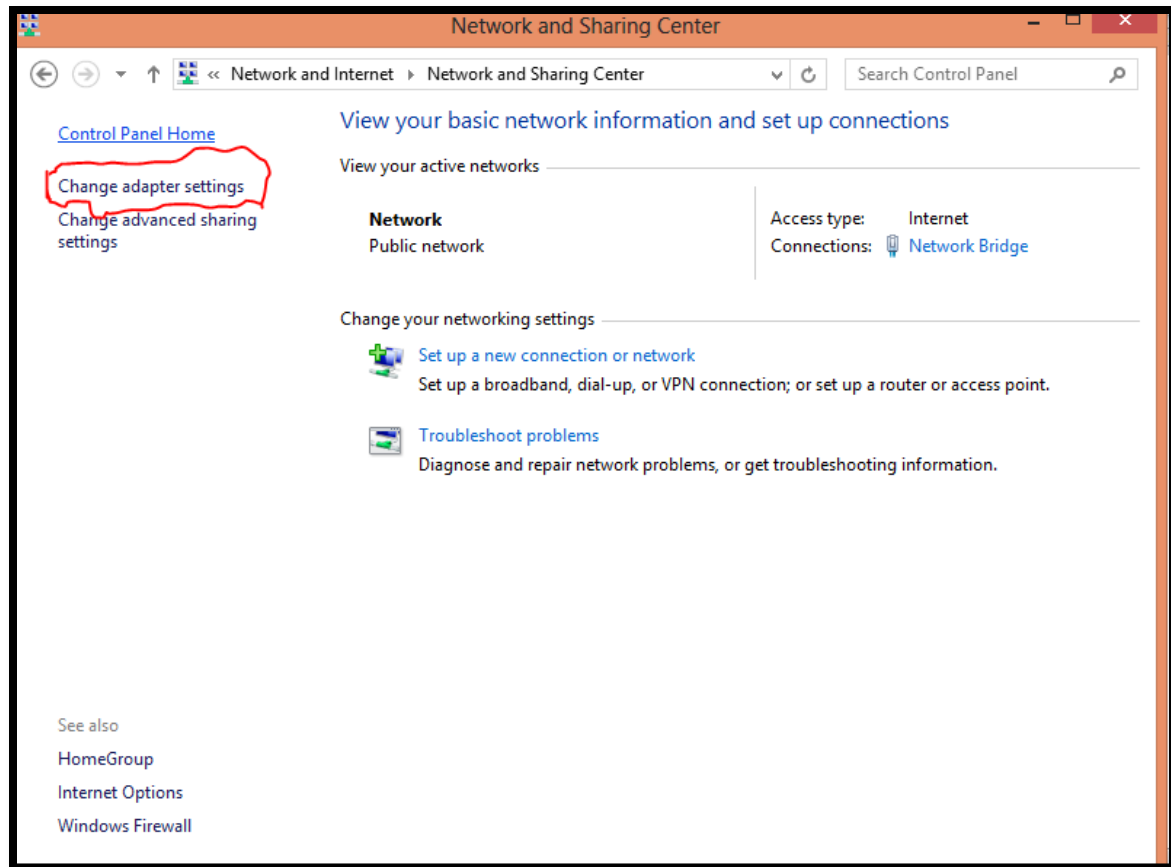 Network and Sharing Center
« Network and Internet ▸ Network and Sharing Center
Search Control Panel
Control Panel Home
Change adapter settings
Change advanced sharing
settings
View your basic network information and set up connections
View your active networks
Network
Public network
Access type: Internet
Connections: Network Bridge
Change your networking settings
Set up a new connection or network
Set up a broadband, dial-up, or VPN connection; or set up a router or access point.
Troubleshoot problems
Diagnose and repair network problems, or get troubleshooting information.
See also
HomeGroup
Internet Options
Windows Firewall